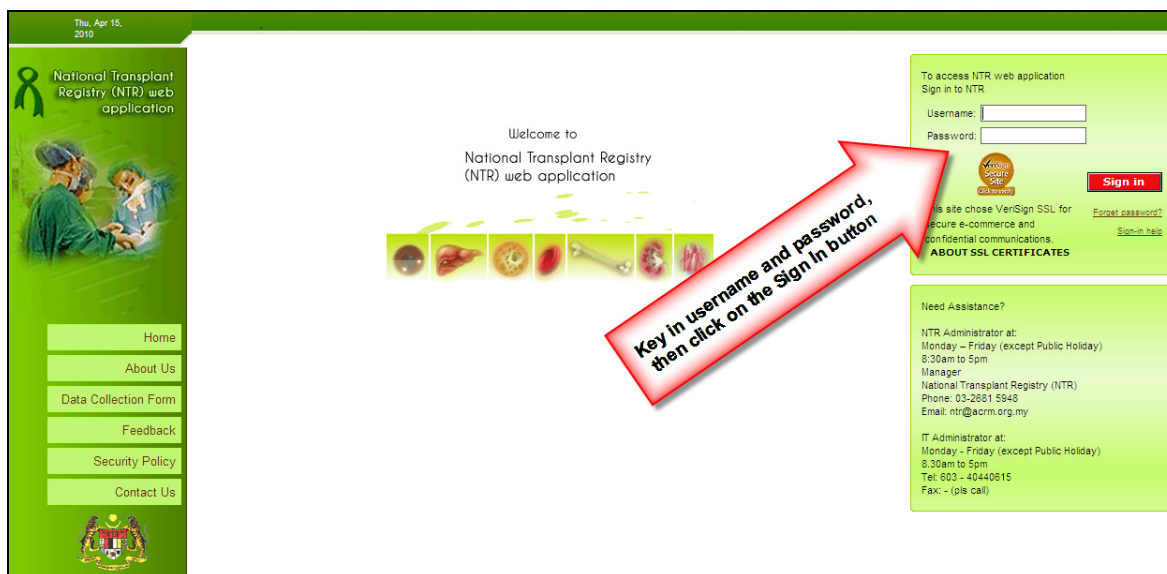 Thu, Apr 15,
2010
National Transplant
Registry (NTR) web
application
Home
About Us
Data Collection Form
Feedback
Security Policy
Contact Us
Welcome to
National Transplant Registry
(NTR) web application
Key in username and password,
then click on the Sign In button
To access NTR web application
Sign in to NTR
Username:
Password:
VeriSign
Secure
Site
Click to verify
Sign in
Forget password?
Sign-in help
his site chose VeriSign SSL for
secure e-commerce and
confidential communications.
ABOUT SSL CERTIFICATES
Need Assistance?
NTR Administrator at:
Monday – Friday (except Public Holiday)
8:30am to 5pm
Manager
National Transplant Registry (NTR)
Phone: 03-2681 5948
Email: ntr@acrm.org.my
IT Administrator at:
Monday - Friday (except Public Holiday)
8.30am to 5pm
Tel: 603 - 40440615
Fax: - (pls call)